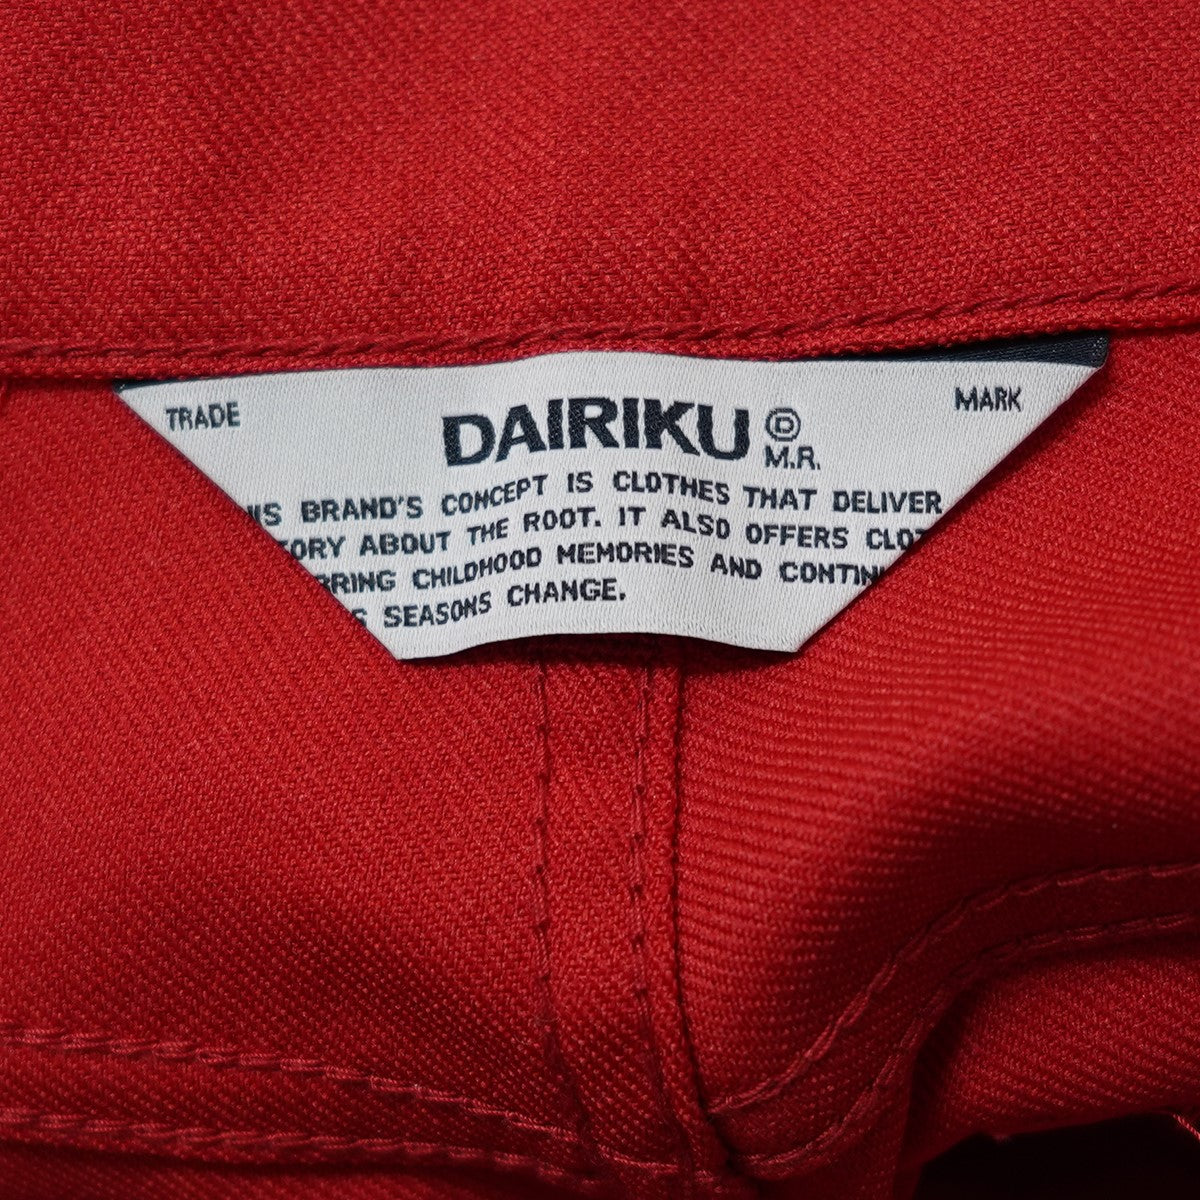 TRADE DAIRIKU Ⓓ MARK
M.R.
BRAND'S CONCEPT IS CLOTHES THAT DELIVER
ABOUT THE ROOT. IT ALSO OFFERS
CHILDHOOD MEMORIES AND
SEASONS CHANGE.